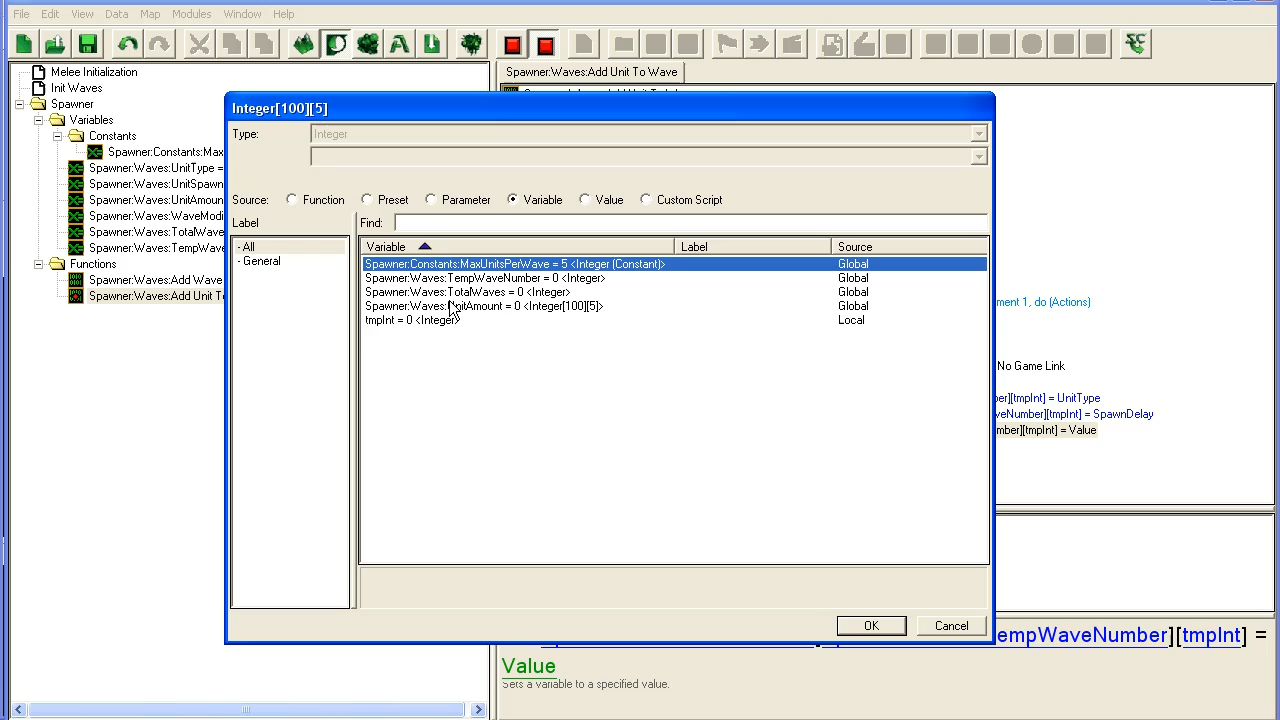 File Edit View Data Map Modules Window Help
Melee Initialization
Init Waves
Spawner
Variables
Constants
Spawner:Constants:Max
Spawner:Waves:UnitType =
Spawner:Waves:UnitSpawn
Spawner:Waves:UnitAmoun
Spawner:Waves:WaveModi
Spawner:Waves:TotalWave
Spawner:Waves:TempWave
Functions
Spawner:Waves:Add Wave
Spawner:Waves:Add Unit T
Spawner:Waves:Add Unit To Wave
Integer[100][5]
Type: Integer
Source: Function Preset Parameter Variable Value Custom Script
Label Find:
- All
- General
Variable Label Source
Spawner:Constants:MaxUnitsPerWave = 5 <Integer (Constant)> Global
Spawner:Waves:TempWaveNumber = 0 <Integer> Global
Spawner:Waves:TotalWaves = 0 <Integer> Global
Spawner:Waves:UnitAmount = 0 <Integer[100][5]> Global
tmpInt = 0 <Integer> Local
OK Cancel
ment 1, do (Actions)
No Game Link
er][tmpInt] = UnitType
veNumber][tmpInt] = SpawnDelay
mber][tmpInt] = Value
empWaveNumber][tmpInt] =
Value
Sets a variable to a specified value.